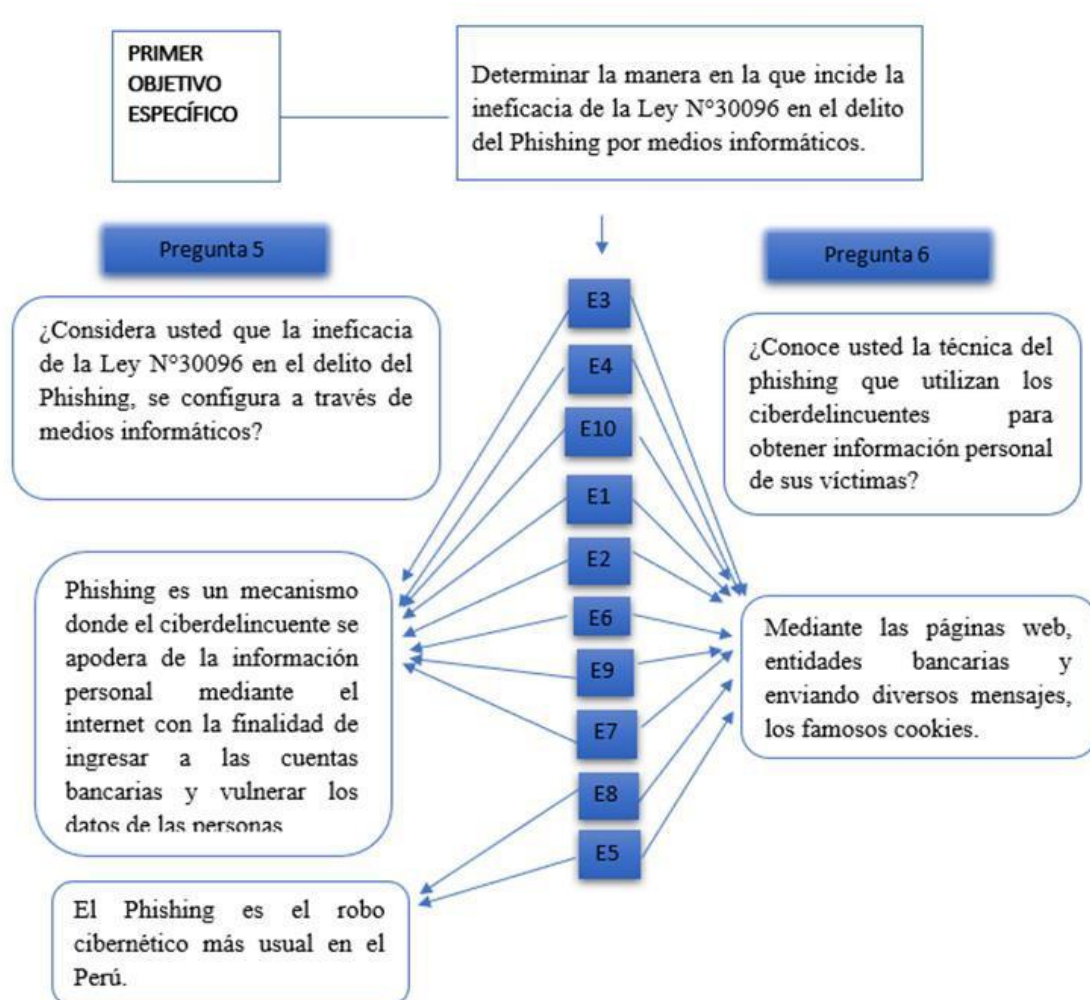 PRIMER
OBJETIVO
ESPECÍFICO
Determinar la manera en la que incide la
ineficacia de la Ley N°30096 en el delito
del Phishing por medios informáticos.
Pregunta 5
Pregunta 6
¿Considera usted que la ineficacia
de la Ley N°30096 en el delito del
Phishing, se configura a través de
medios informáticos?
E3
E4
E10
E1
E2
E6
E9
E7
E8
E5
¿Conoce usted la técnica del
phishing que utilizan los
ciberdelincuentes para
obtener información personal
de sus víctimas?
Phishing es un mecanismo
donde el ciberdelincuente se
apodera de la información
personal mediante el
internet con la finalidad de
ingresar a las cuentas
bancarias y vulnerar los
datos de las personas
Mediante las páginas web,
entidades bancarias y
enviando diversos mensajes,
los famosos cookies.
El Phishing es el robo
cibernético más usual en el
Perú.